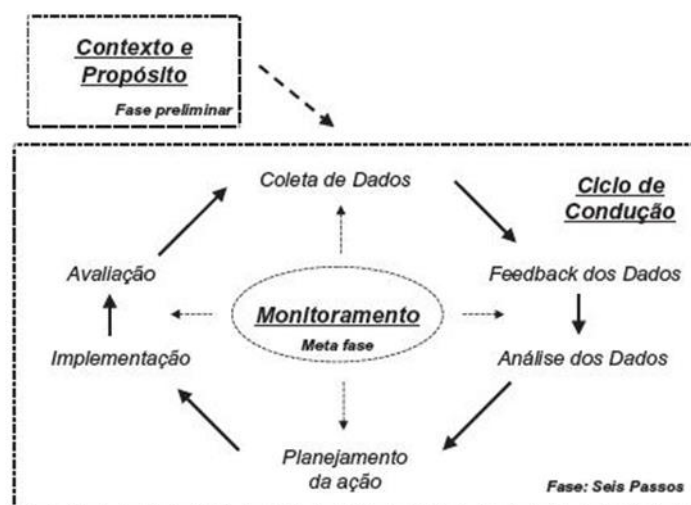 Contexto e
Propósito
Fase preliminar
Coleta de Dados
Ciclo de
Condução
Avaliação
Feedback dos Dados
Monitoramento
Meta fase
Implementação
Análise dos Dados
Planejamento
da ação
Fase: Seis Passos